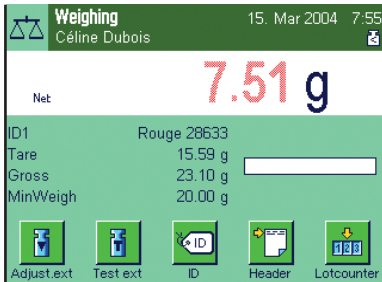 Weighing 15. Mar 2004 7:55
Céline Dubois
Net 7.51 g
ID1 Rouge 28633
Tare 15.59 g
Gross 23.10 g
MinWeigh 20.00 g
ID 123
Adjust.ext Test ext ID Header Lotcounter